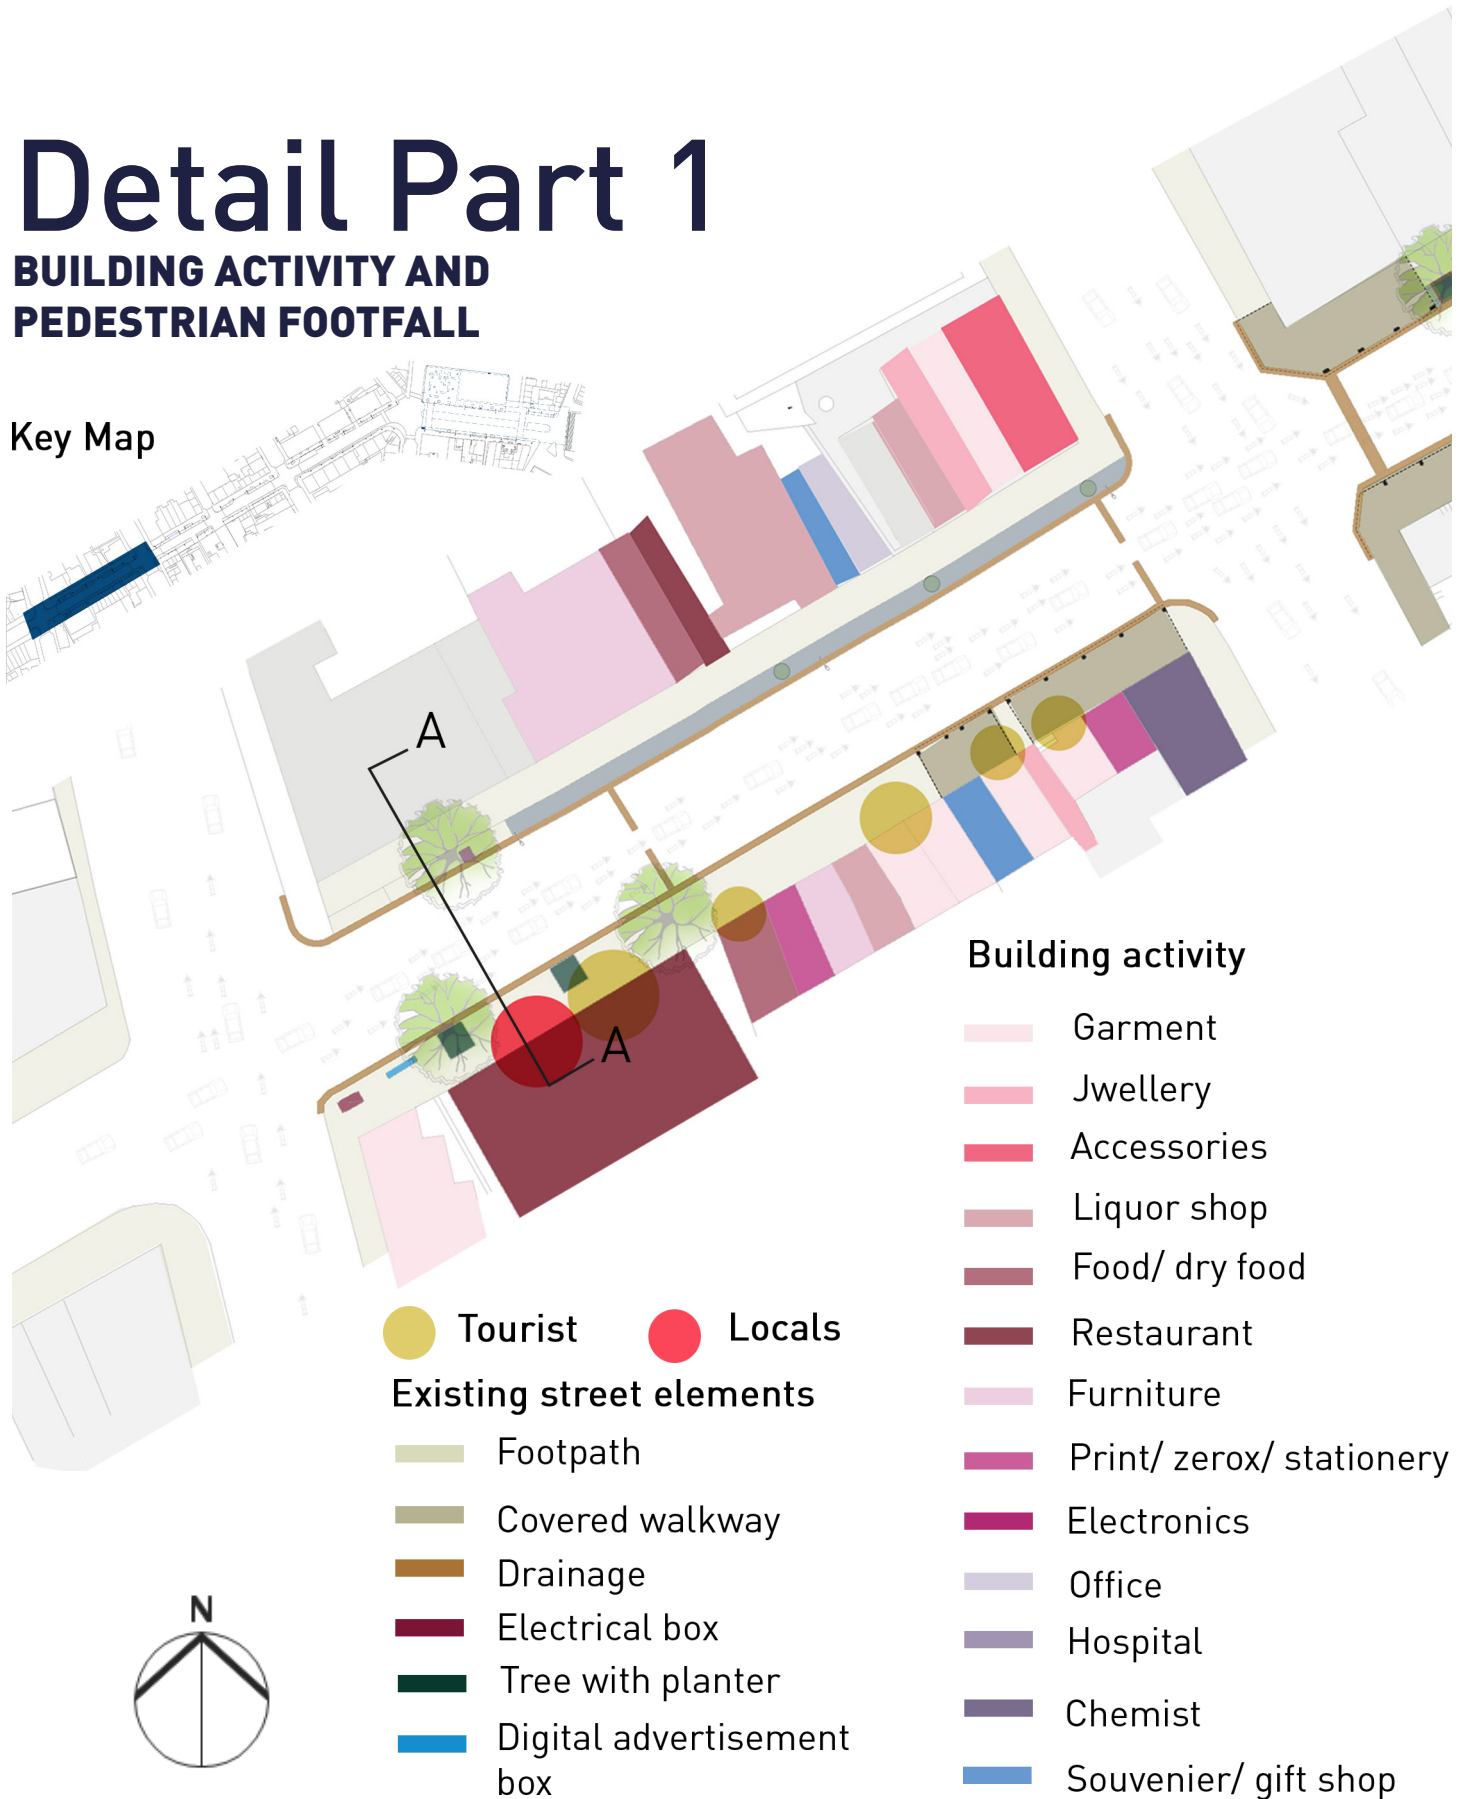 Detail Part 1
BUILDING ACTIVITY AND
PEDESTRIAN FOOTFALL
Key Map
A
A
Tourist
Locals
Existing street elements
Footpath
Covered walkway
Drainage
Electrical box
Tree with planter
Digital advertisement
box
N
Building activity
Garment
Jwellery
Accessories
Liquor shop
Food/ dry food
Restaurant
Furniture
Print/ zerox/ stationery
Electronics
Office
Hospital
Chemist
Souvenier/ gift shop